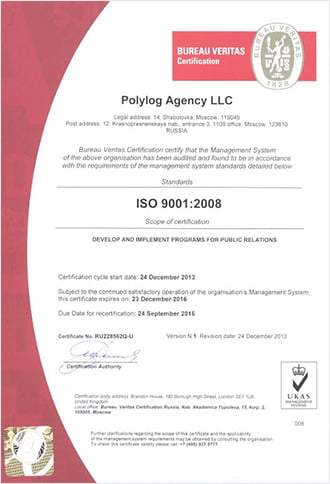 BUREAU VERITAS
Certification
BUREAU VERITAS
1828
Polylog Agency LLC
Legal address: 14, Shabolovka, Moscow, 115049
Post address: 12, Krasnopresnenskaya nab., entrance 3, 1108 office, Moscow, 123610
RUSSIA
Bureau Veritas Certification certify that the Management System
of the above organisation has been audited and found to be in accordance
with the requirements of the management system standards detailed below
Standards
ISO 9001:2008
Scope of certification
DEVELOP AND IMPLEMENT PROGRAMS FOR PUBLIC RELATIONS
Certification cycle start date: 24 December 2013
Subject to the continued satisfactory operation of the organisation's Management System,
this certificate expires on: 23 December 2016
Due Date for recertification: 24 September 2016
Certificate No. RU228562Q-U Version N.1 Revision date: 24 December 2013
Certification Authority
Certification body address: Brandon House, 180 Borough High Street, London SE1 1LB,
United Kingdom.
Local office: Bureau Veritas Certification Russia, Nab. Akademica Tupoleva, 15, korp. 2,
105005, Moscow
UKAS
MANAGEMENT
SYSTEMS
008
Further clarifications regarding the scope of this certificate and the applicability
of the management system requirements may be obtained by consulting the organisation
To check this certificate validity please call: +7 (495) 937 5777